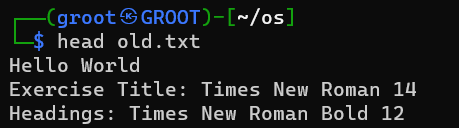 ┌──(groot㉿GROOT)-[~/os]
└─$ head old.txt
Hello World
Exercise Title: Times New Roman 14
Headings: Times New Roman Bold 12